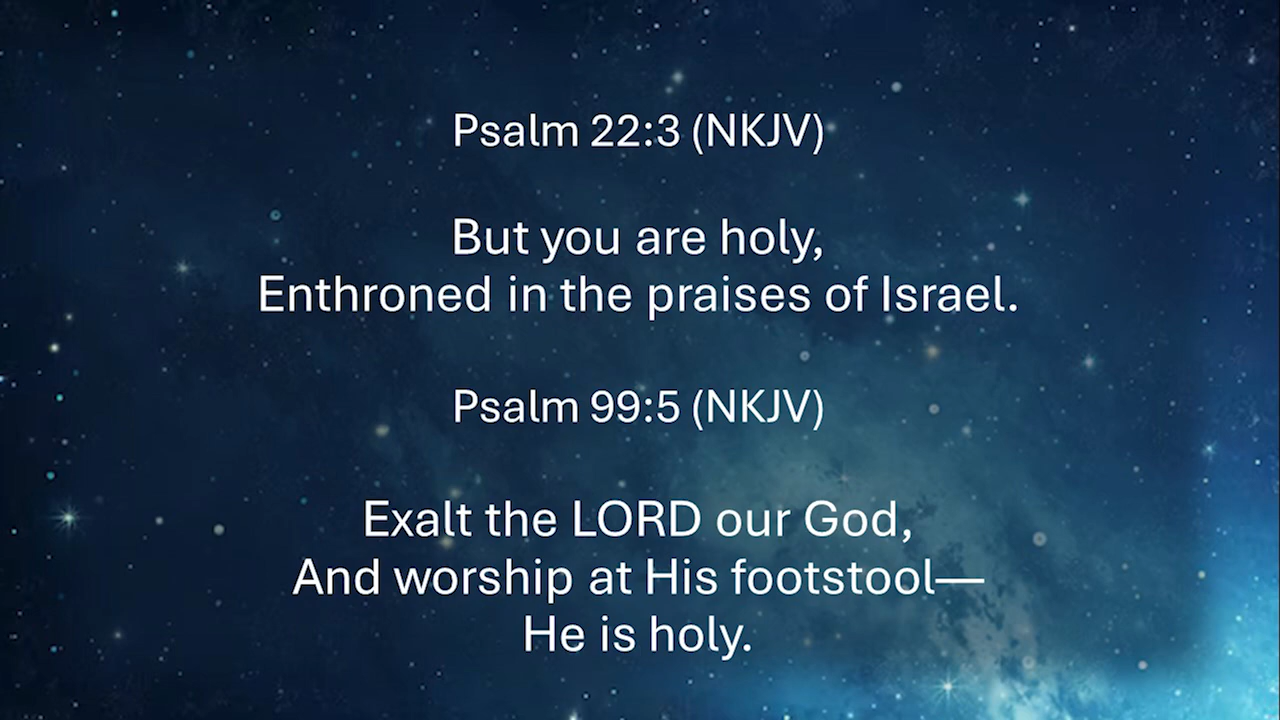 Psalm 22:3 (NKJV)
But you are holy,
Enthroned in the praises of Israel.
Psalm 99:5 (NKJV)
Exalt the LORD our God,
And worship at His footstool—
He is holy.